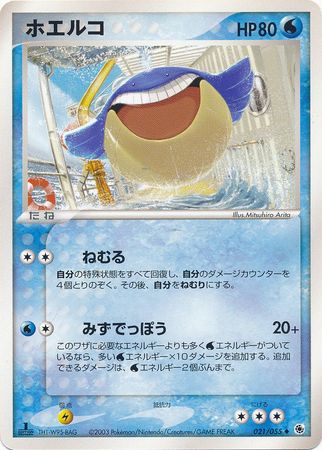 ホエルコ HP80
Illus.Mitsuhiro Arita
たね
ねむる
自分の特殊状態をすべて回復し、自分のダメージカウンターを
4個とりのぞく。その後、自分をねむりにする。
みずでっぽう 20+
このワザに必要なエネルギーよりも多くエネルギーがついて
いるなら、多いエネルギー×10ダメージを追加する。追加
できるダメージは、エネルギー2個ぶんまで。
弱点 抵抗力 にげる
1 EDITION TH1-W95-BAG ©2003 Pokémon/Nintendo/Creatures/GAME FREAK. 021/055